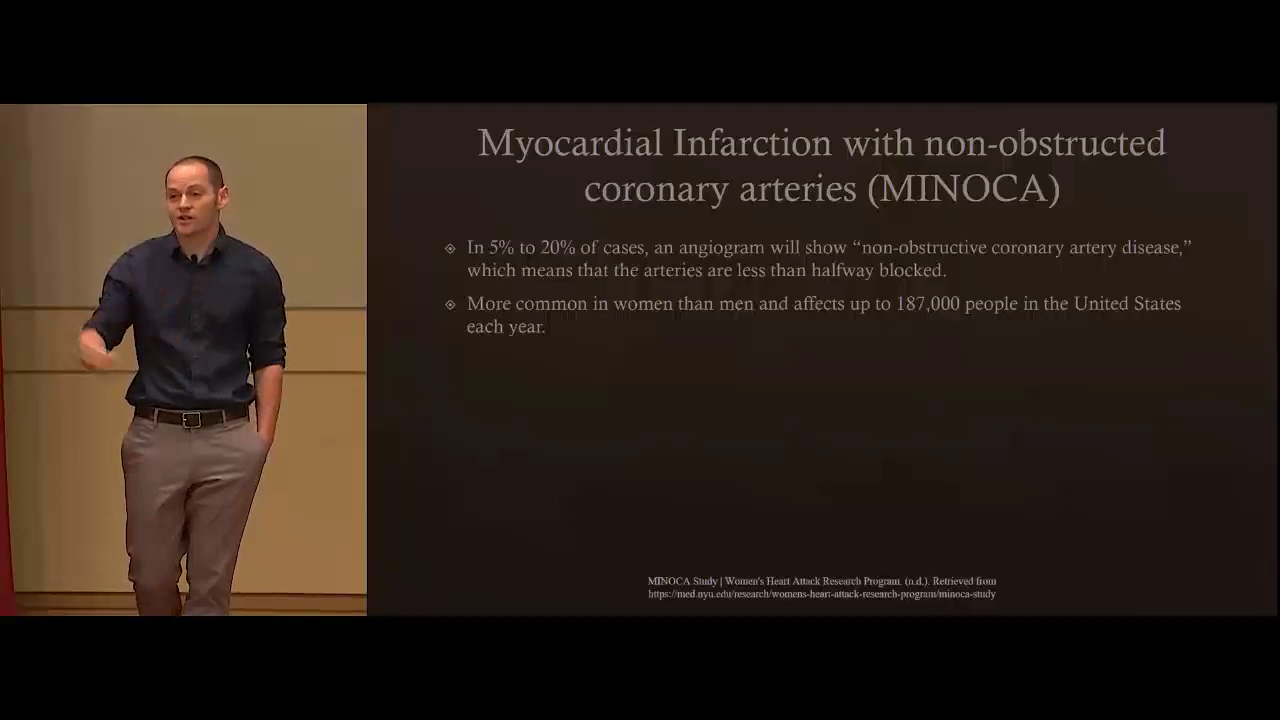 Myocardial Infarction with non-obstructed
coronary arteries (MINOCA)
In 5% to 20% of cases, an angiogram will show “non-obstructive coronary artery disease,”
which means that the arteries are less than halfway blocked.
More common in women than men and affects up to 187,000 people in the United States
each year.
MINOCA Study | Women's Heart Attack Research Program. (n.d.). Retrieved from
https://med.nyu.edu/research/womens-heart-attack-research-program/minoca-study